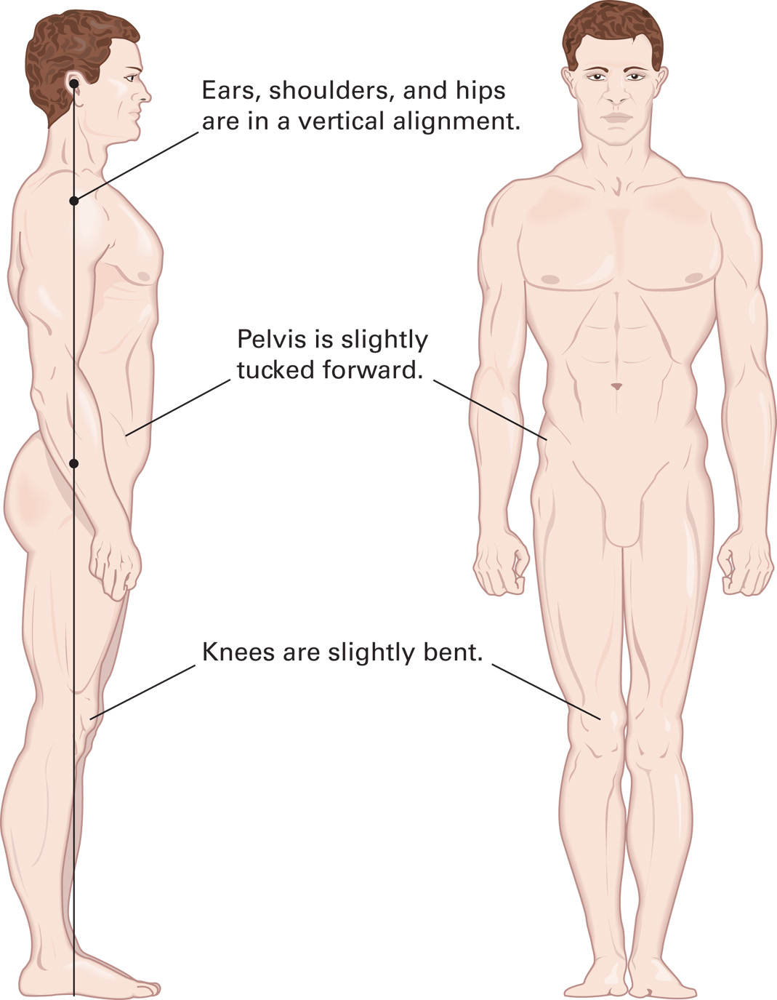 Ears, shoulders, and hips
are in a vertical alignment.
Pelvis is slightly
tucked forward.
Knees are slightly bent.